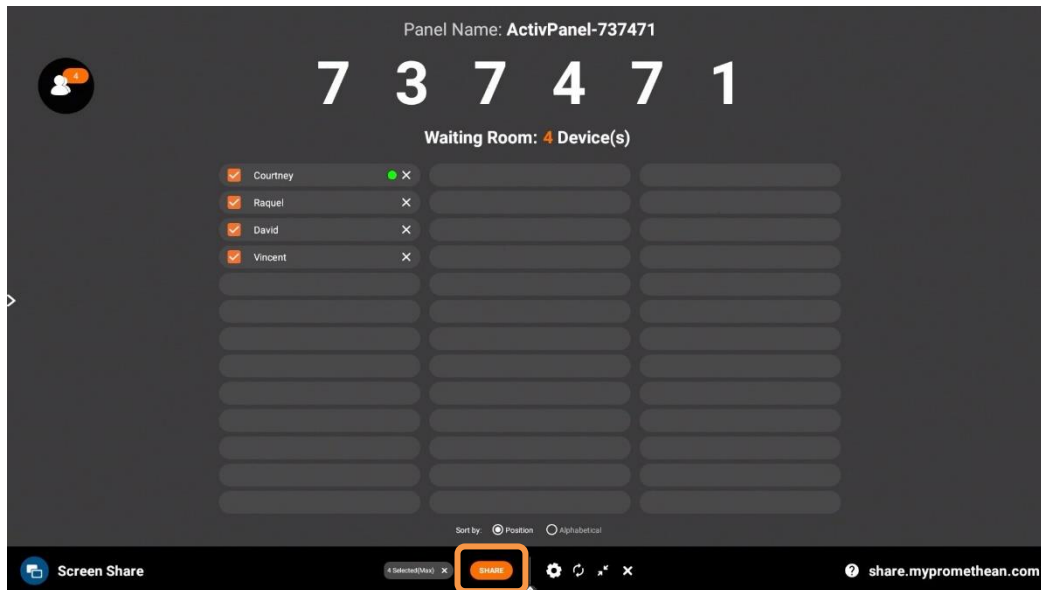 Panel Name: ActivPanel-737471
4
7 3 7 4 7 1
Waiting Room: 4 Device(s)
Courtney
Raquel
David
Vincent
Sort by: Position Alphabetical
Screen Share 4 Selected(Max) SHARE share.mypromethean.com